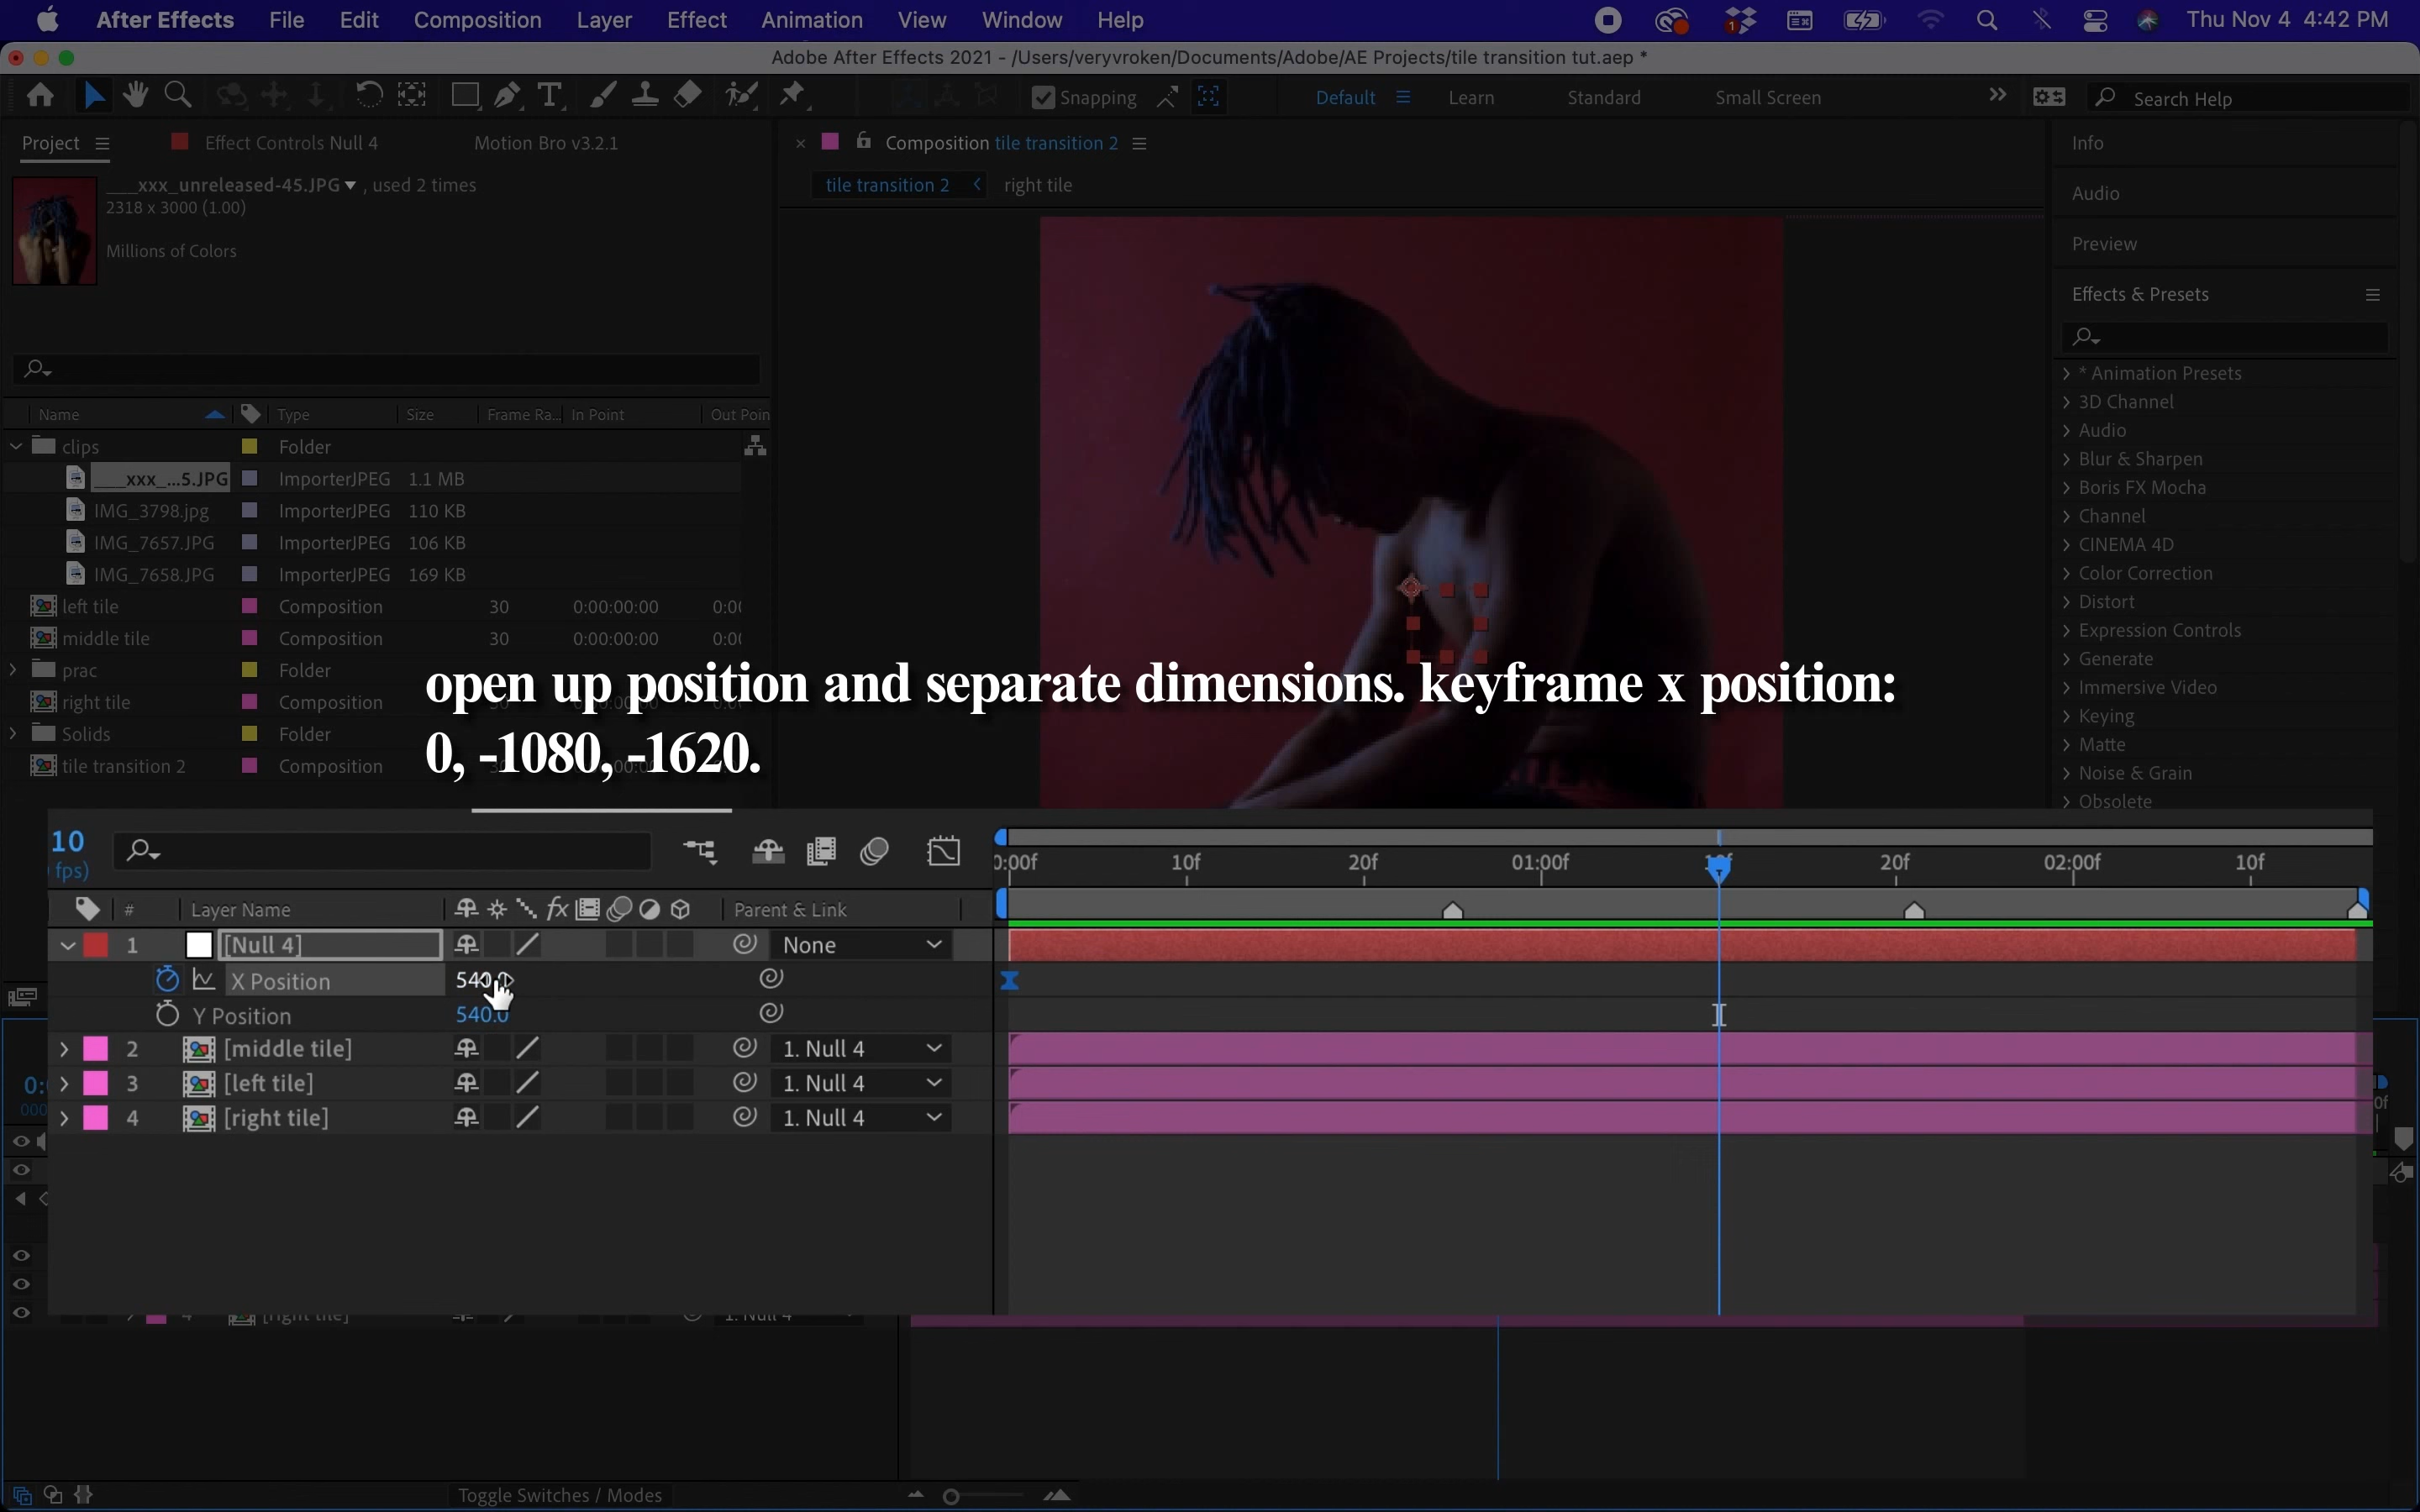 After Effects File Edit Composition Layer Effect Animation View Window Help Thu Nov 4 4:42 PM
Adobe After Effects 2021 - /Users/veryvroken/Documents/Adobe/AE Projects/tile transition tut.aep *
Snapping Default Learn Standard Small Screen Search Help
Project Effect Controls Null 4 Motion Bro v3.2.1
___xxx_unreleased-45.JPG , used 2 times
2318 x 3000 (1.00)
Millions of Colors
Name Type Size Frame Ra... In Point Out Poin
clips Folder
___xxx_...5.JPG ImporterJPEG 1.1 MB
IMG_3798.jpg ImporterJPEG 110 KB
IMG_7657.JPG ImporterJPEG 106 KB
IMG_7658.JPG ImporterJPEG 169 KB
left tile Composition 30 0:00:00:00 0:0
middle tile Composition 30 0:00:00:00 0:0
prac Folder
right tile Composition
Solids Folder
tile transition 2 Composition
Composition tile transition 2
tile transition 2 right tile
Info
Audio
Preview
Effects & Presets
* Animation Presets
3D Channel
Audio
Blur & Sharpen
Boris FX Mocha
Channel
CINEMA 4D
Color Correction
Distort
Expression Controls
Generate
Immersive Video
Keying
Matte
Noise & Grain
Obsolete
open up position and separate dimensions. keyframe x position:
0, -1080, -1620.
10
fps)
0:00f 10f 20f 01:00f 20f 02:00f 10f
# Layer Name fx Parent & Link
1 [Null 4] None
X Position 540.0
Y Position 540.0
2 [middle tile] 1. Null 4
3 [left tile] 1. Null 4
4 [right tile] 1. Null 4
Toggle Switches / Modes